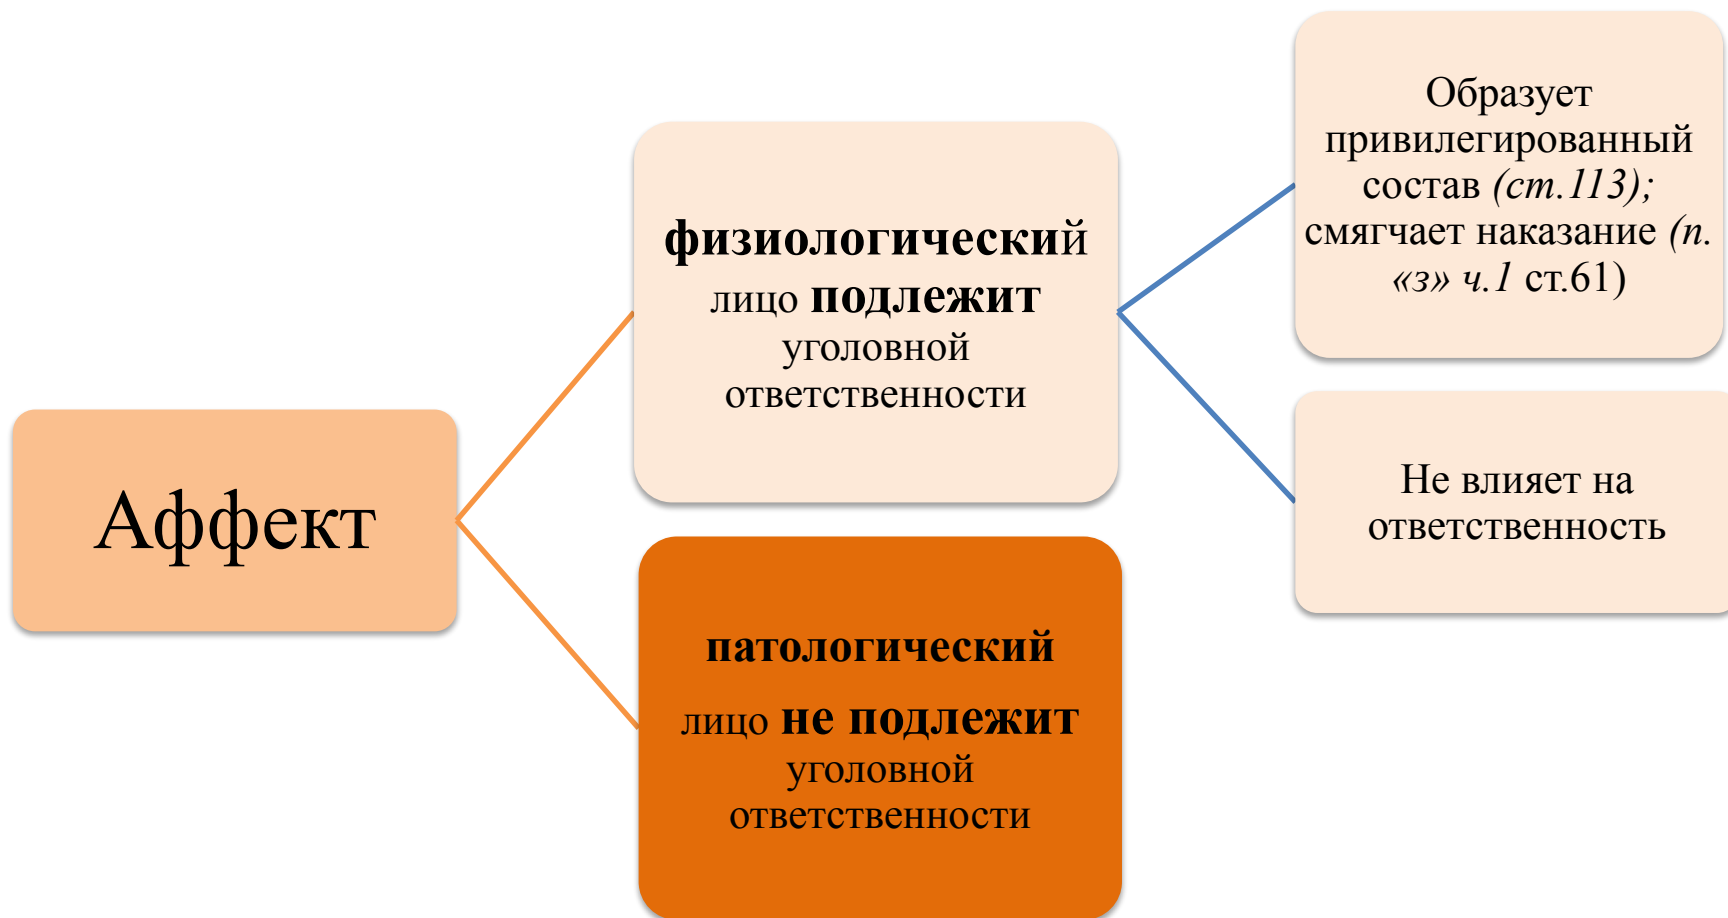 Аффект
физиологический
лицо подлежит
уголовной
ответственности
патологический
лицо не подлежит
уголовной
ответственности
Образует
привилегированный
состав (ст.113);
смягчает наказание (п.
«з» ч.1 ст.61)
Не влияет на
ответственность